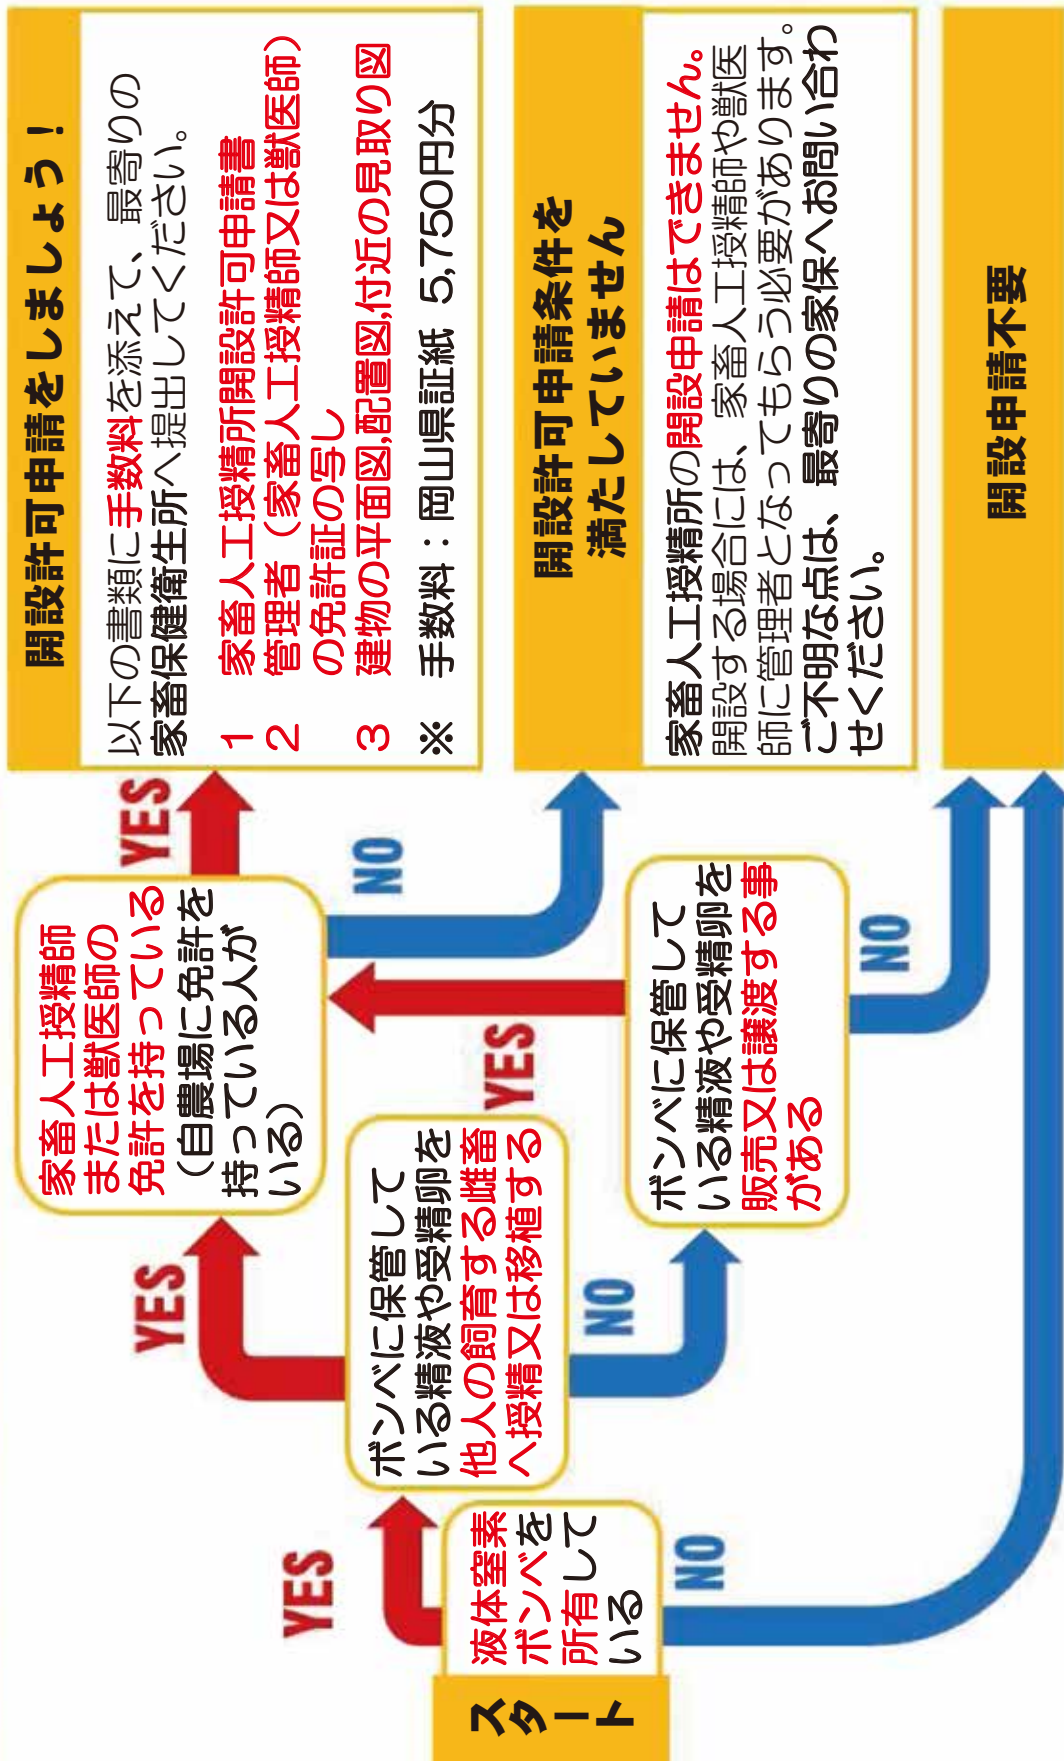 スタート
液体窒素
ボンベを
所有して
いる
YES
NO
ボンベに保管して
いる精液や受精卵を
他人の飼育する雌畜
へ授精又は移植する
YES
NO
ボンベに保管して
いる精液や受精卵を
販売又は譲渡する事
がある
YES
NO
家畜人工授精師
または獣医師の
免許を持っている
（自農場に免許を
持っている人が
いる）
YES
NO
開設許可申請をしましょう！
以下の書類に手数料を添えて、最寄りの
家畜保健衛生所へ提出してください。
1 家畜人工授精所開設許可申請書
2 管理者（家畜人工授精師又は獣医師）
の免許証の写し
3 建物の平面図,配置図,付近の見取り図
※ 手数料：岡山県証紙 5,750円分
開設許可申請条件を
満たしていません
家畜人工授精所の開設申請はできません。
開設する場合には、家畜人工授精師や獣医
師に管理者となってもらう必要があります。
ご不明な点は、最寄りの家保へお問い合わ
せください。
開設申請不要